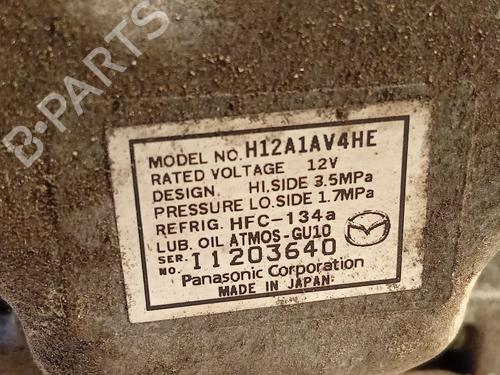 B-PARTS
MODEL NO. H12A1AV4HE
RATED VOLTAGE 12V
DESIGN. HI.SIDE 3.5MPa
PRESSURE LO.SIDE 1.7MPa
REFRIG. HFC-134a
LUB. OIL ATMOS-GU10
SER. NO. I1203640
Panasonic Corporation
MADE IN JAPAN